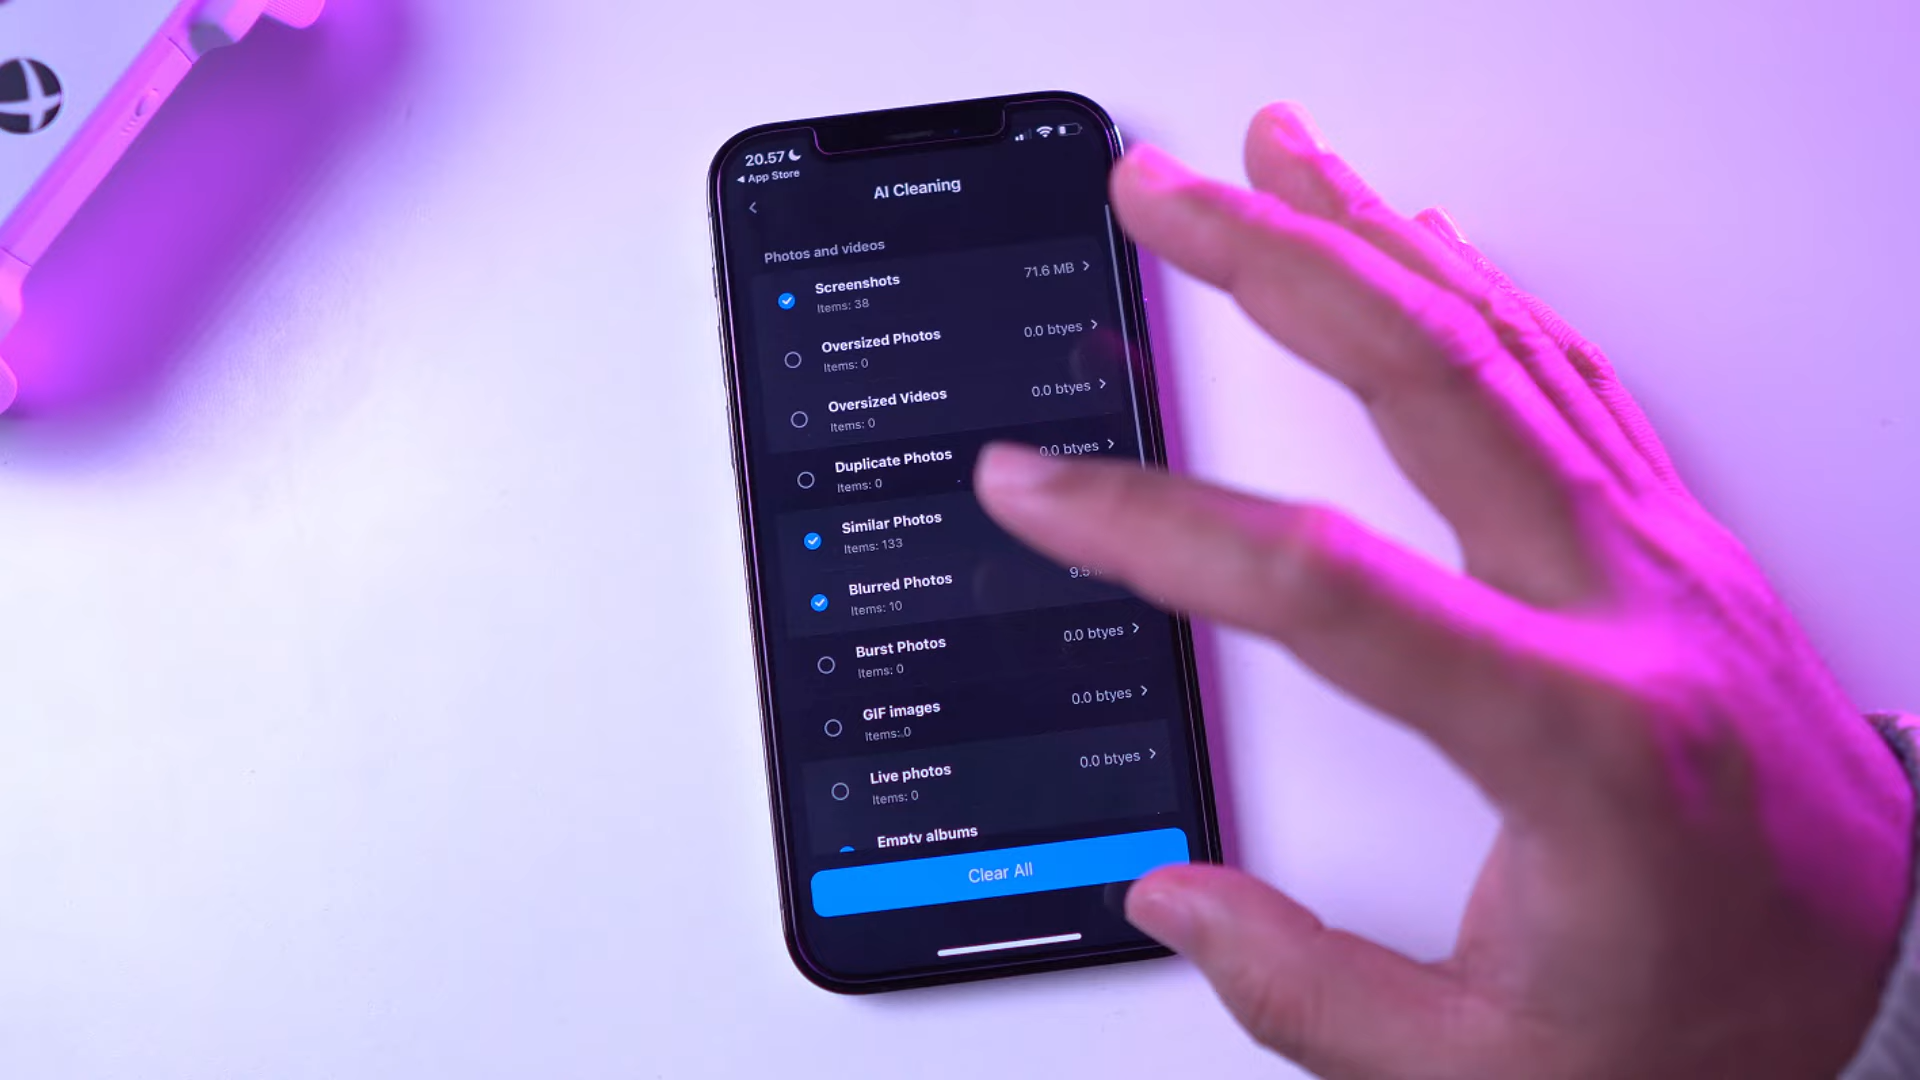 20.57
◀ App Store
AI Cleaning
Photos and videos
Screenshots
71.6 MB
Items: 38
Oversized Photos
0.0 btyes
Items: 0
Oversized Videos
0.0 btyes
Items: 0
Duplicate Photos
0.0 btyes
Items: 0
Similar Photos
Items: 133
Blurred Photos
9.5
Items: 10
Burst Photos
0.0 btyes
Items: 0
GIF images
0.0 btyes
Items: 0
Live photos
0.0 btyes
Items: 0
Empty albums
Clear All